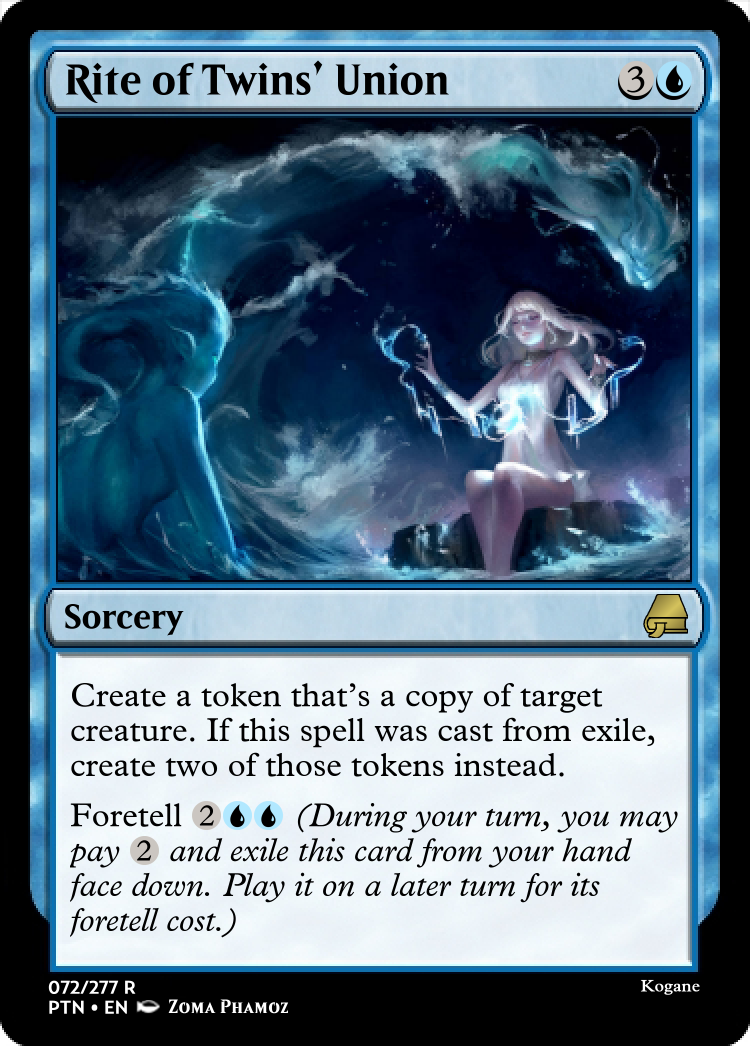 Rite of Twins' Union 3
Sorcery
Create a token that's a copy of target
creature. If this spell was cast from exile,
create two of those tokens instead.
Foretell 2 (During your turn, you may
pay 2 and exile this card from your hand
face down. Play it on a later turn for its
foretell cost.)
072/277 R
PTN • EN Zoma Phamoz
Kogane